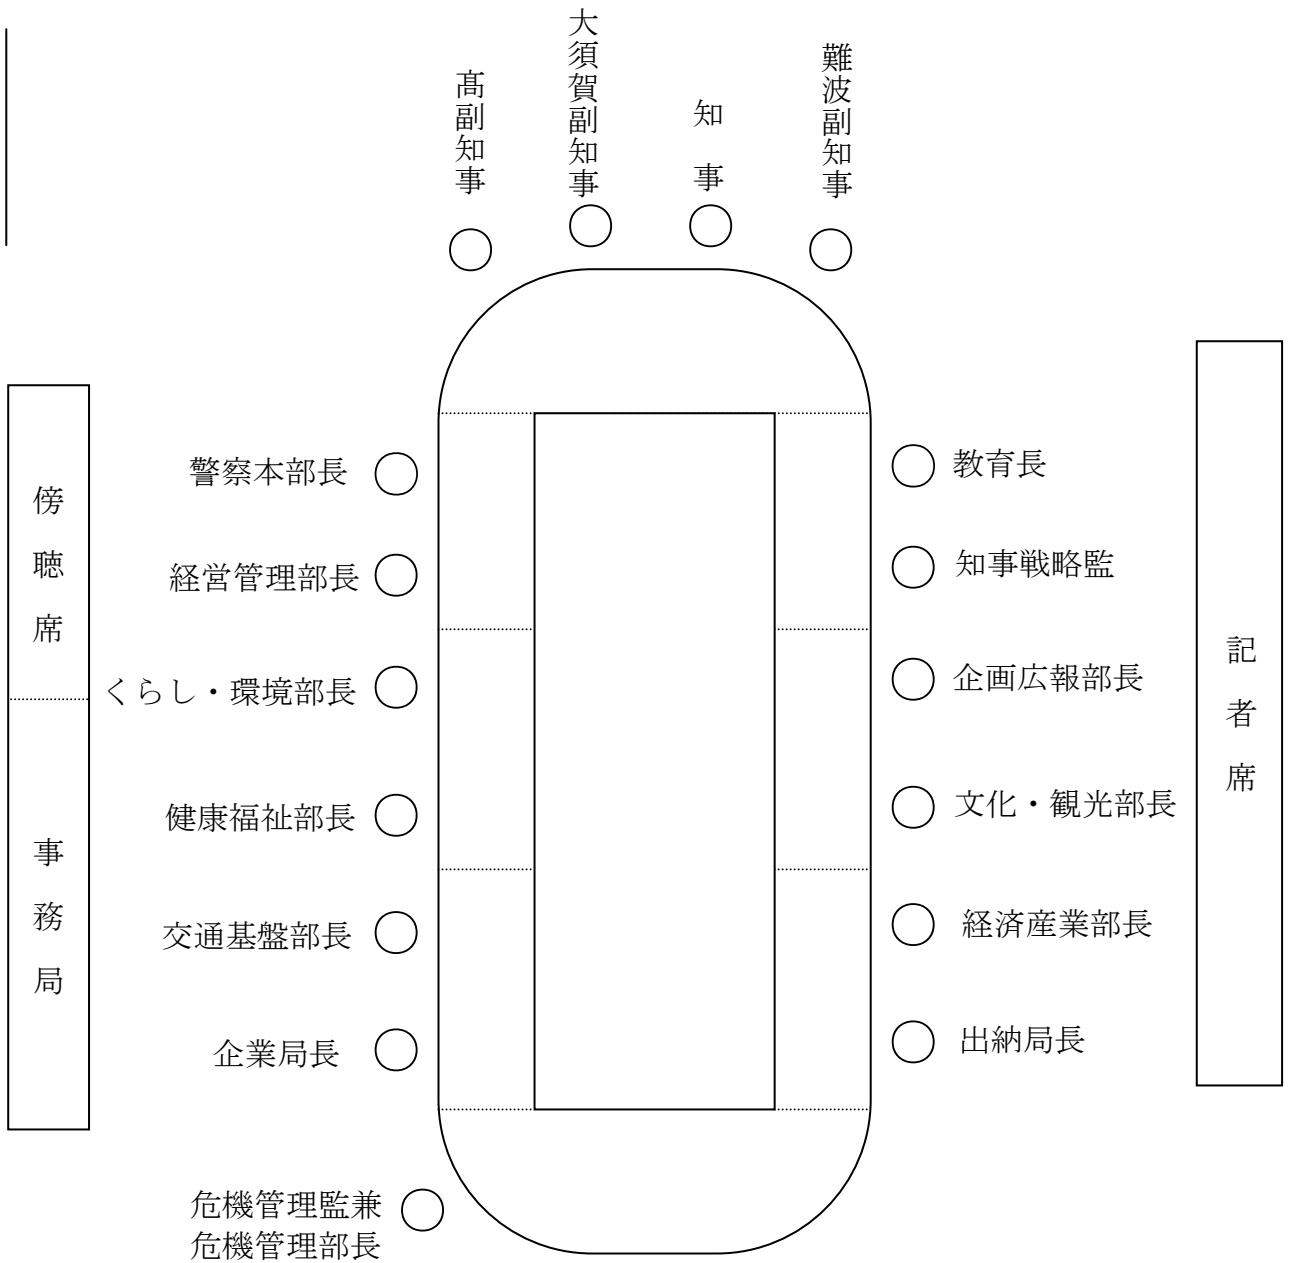 髙副知事
大須賀副知事
知事
難波副知事
警察本部長
経営管理部長
くらし・環境部長
健康福祉部長
交通基盤部長
企業局長
危機管理監兼
危機管理部長
教育長
知事戦略監
企画広報部長
文化・観光部長
経済産業部長
出納局長
傍聴席
事務局
記者席